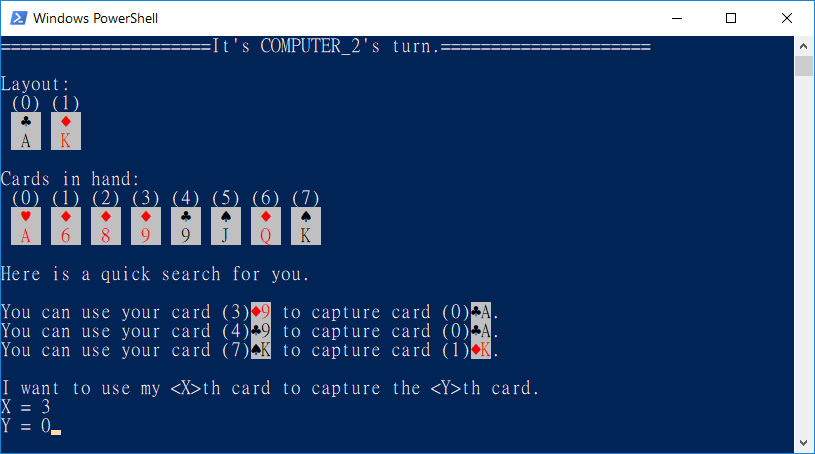 Windows PowerShell
=====================It's COMPUTER_2's turn.=====================
Layout:
(0) (1)
♣ ♦
A K
Cards in hand:
(0) (1) (2) (3) (4) (5) (6) (7)
♥ ♦ ♦ ♦ ♣ ♠ ♦ ♠
A 6 8 9 9 J Q K
Here is a quick search for you.
You can use your card (3)♦9 to capture card (0)♣A.
You can use your card (4)♣9 to capture card (0)♣A.
You can use your card (7)♠K to capture card (1)♦K.
I want to use my <X>th card to capture the <Y>th card.
X = 3
Y = 0